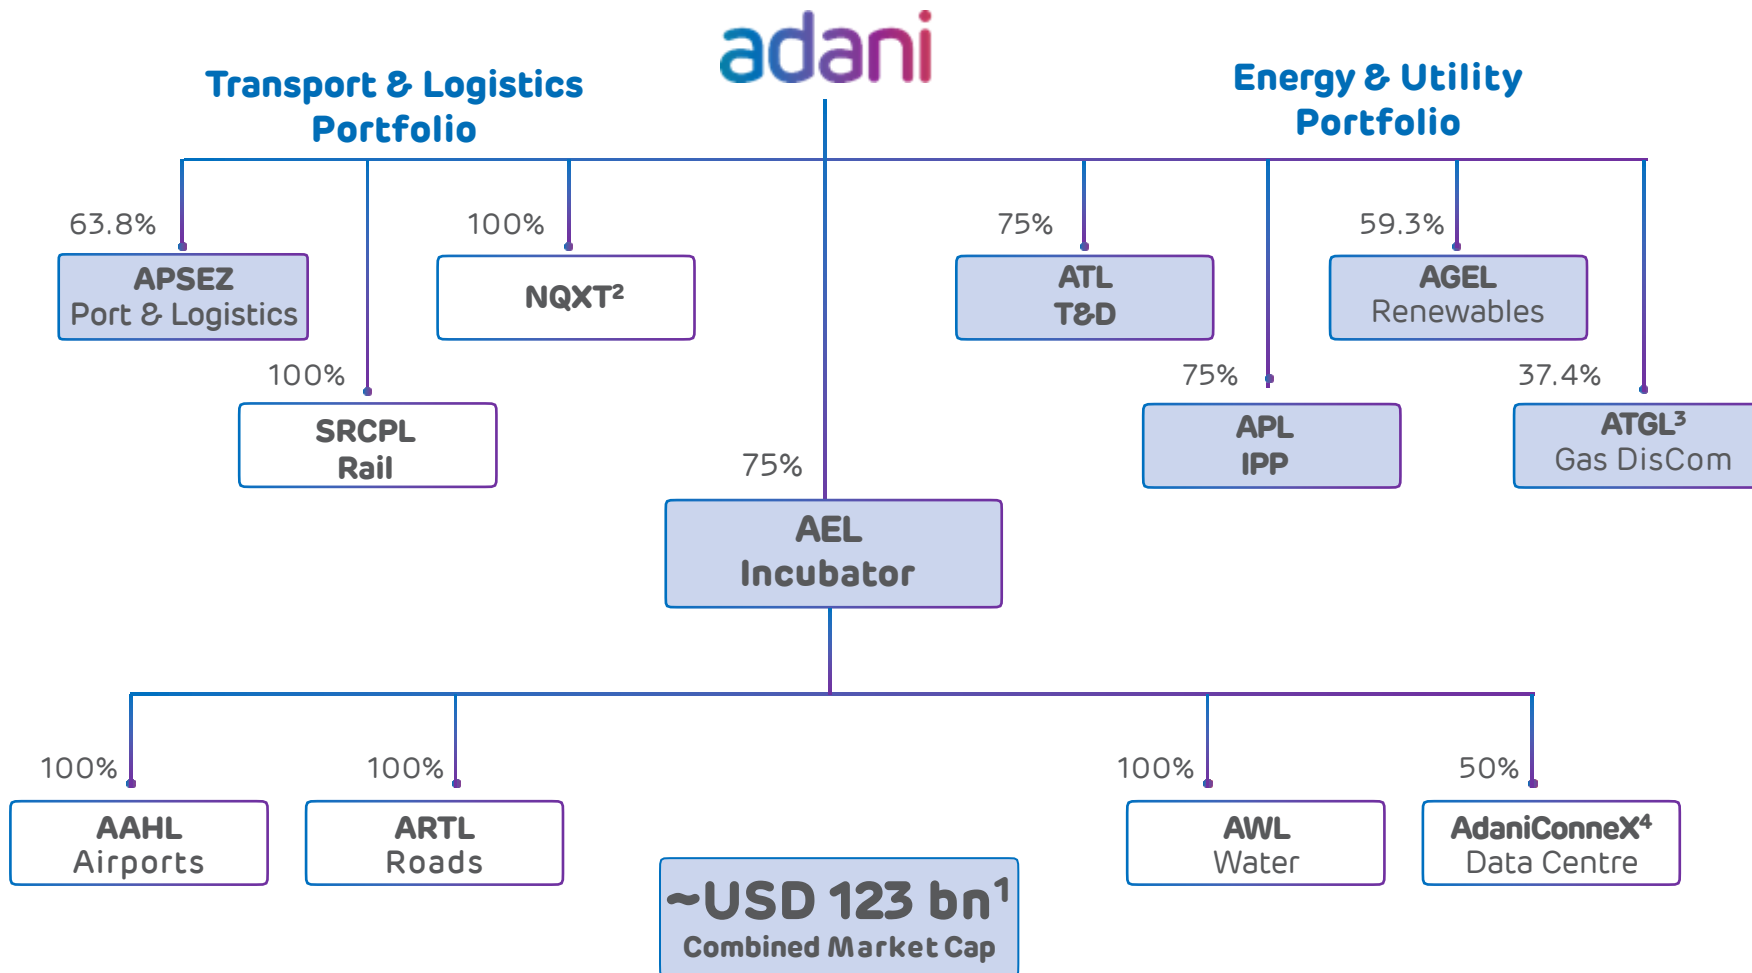 adani
Transport & Logistics
Portfolio
Energy & Utility
Portfolio
63.8%
APSEZ
Port & Logistics
100%
SRCPL
Rail
100%
NQXT²
75%
ATL
T&D
75%
APL
IPP
59.3%
AGEL
Renewables
37.4%
ATGL³
Gas DisCom
75%
AEL
Incubator
100%
AAHL
Airports
100%
ARTL
Roads
100%
AWL
Water
50%
AdaniConneX⁴
Data Centre
~USD 123 bn¹
Combined Market Cap